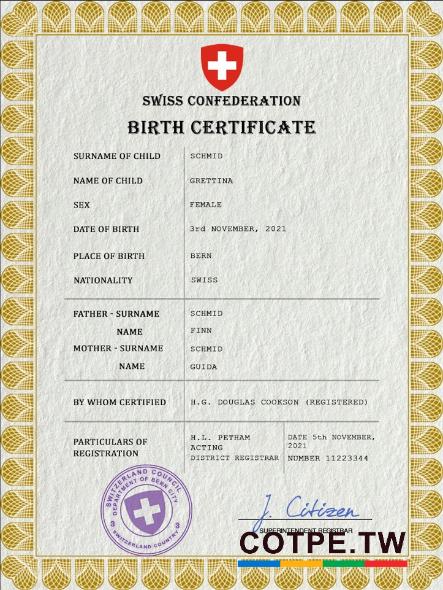 SWISS CONFEDERATION
BIRTH CERTIFICATE
SURNAME OF CHILD SCHMID
NAME OF CHILD GRETTINA
SEX FEMALE
DATE OF BIRTH 3rd NOVEMBER, 2021
PLACE OF BIRTH BERN
NATIONALITY SWISS
FATHER - SURNAME SCHMID
NAME FINN
MOTHER - SURNAME SCHMID
NAME GUIDA
BY WHOM CERTIFIED H.G. DOUGLAS COOKSON (REGISTERED)
PARTICULARS OF REGISTRATION
H.L. PETHAM
ACTING
DISTRICT REGISTRAR
DATE 5th NOVEMBER,
2021
NUMBER 11223344
SWITZERLAND COUNCIL
DEPARTMENT OF BERN CITY
SWITZERLAND COUNTRY
J. Citizen
SUPERINTENDENT REGISTRAR
COTPE.TW